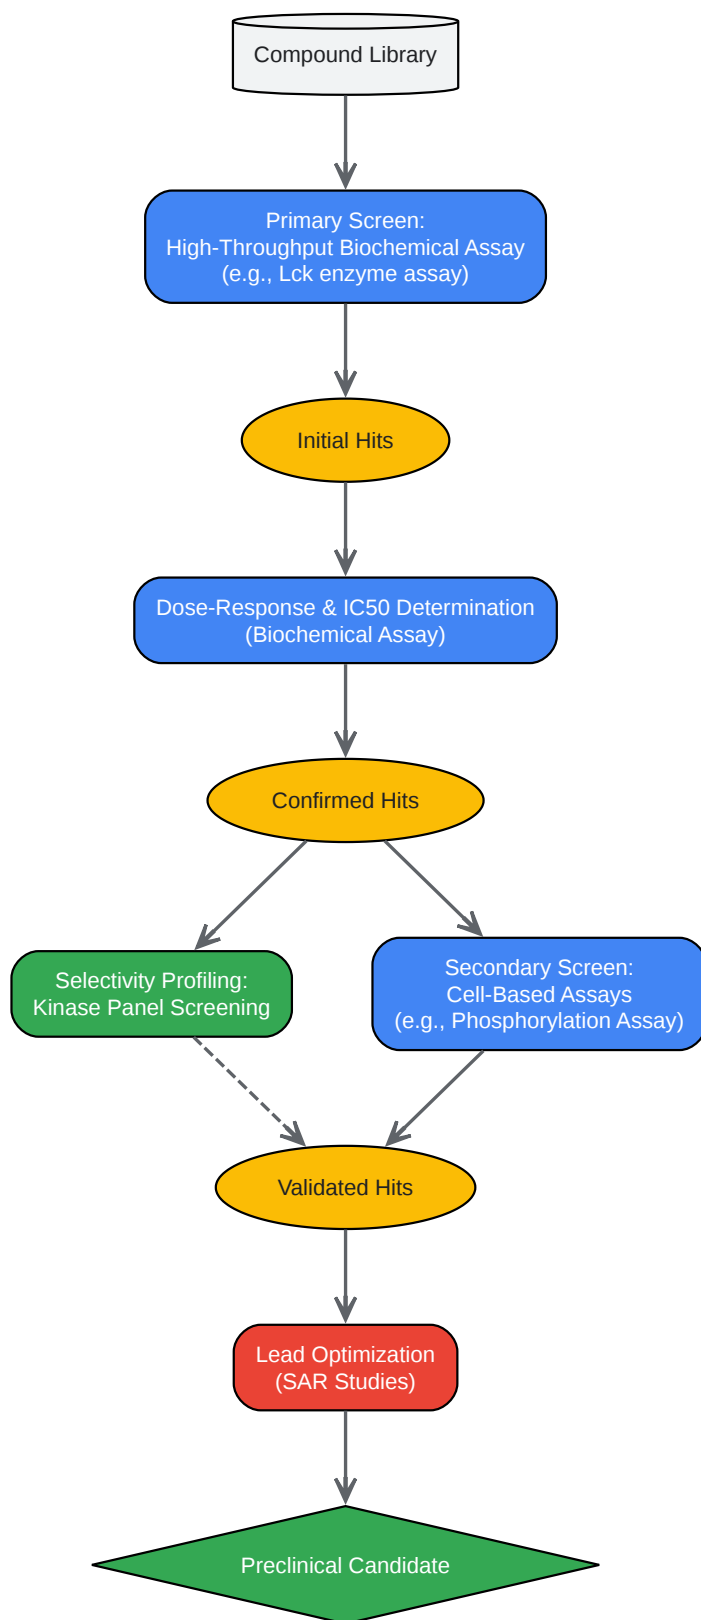 Compound Library
Primary Screen:
High-Throughput Biochemical Assay
(e.g., Lck enzyme assay)
Initial Hits
Dose-Response & IC50 Determination
(Biochemical Assay)
Confirmed Hits
Selectivity Profiling:
Kinase Panel Screening
Secondary Screen:
Cell-Based Assays
(e.g., Phosphorylation Assay)
Validated Hits
Lead Optimization
(SAR Studies)
Preclinical Candidate